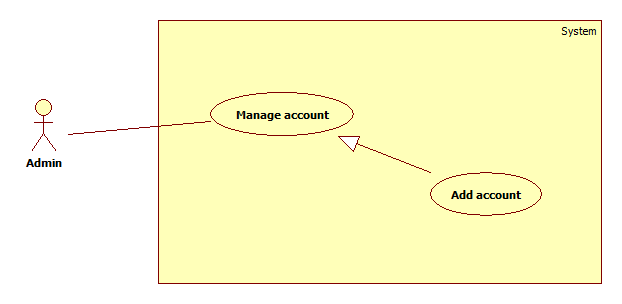 System
Manage account
Admin
Add account